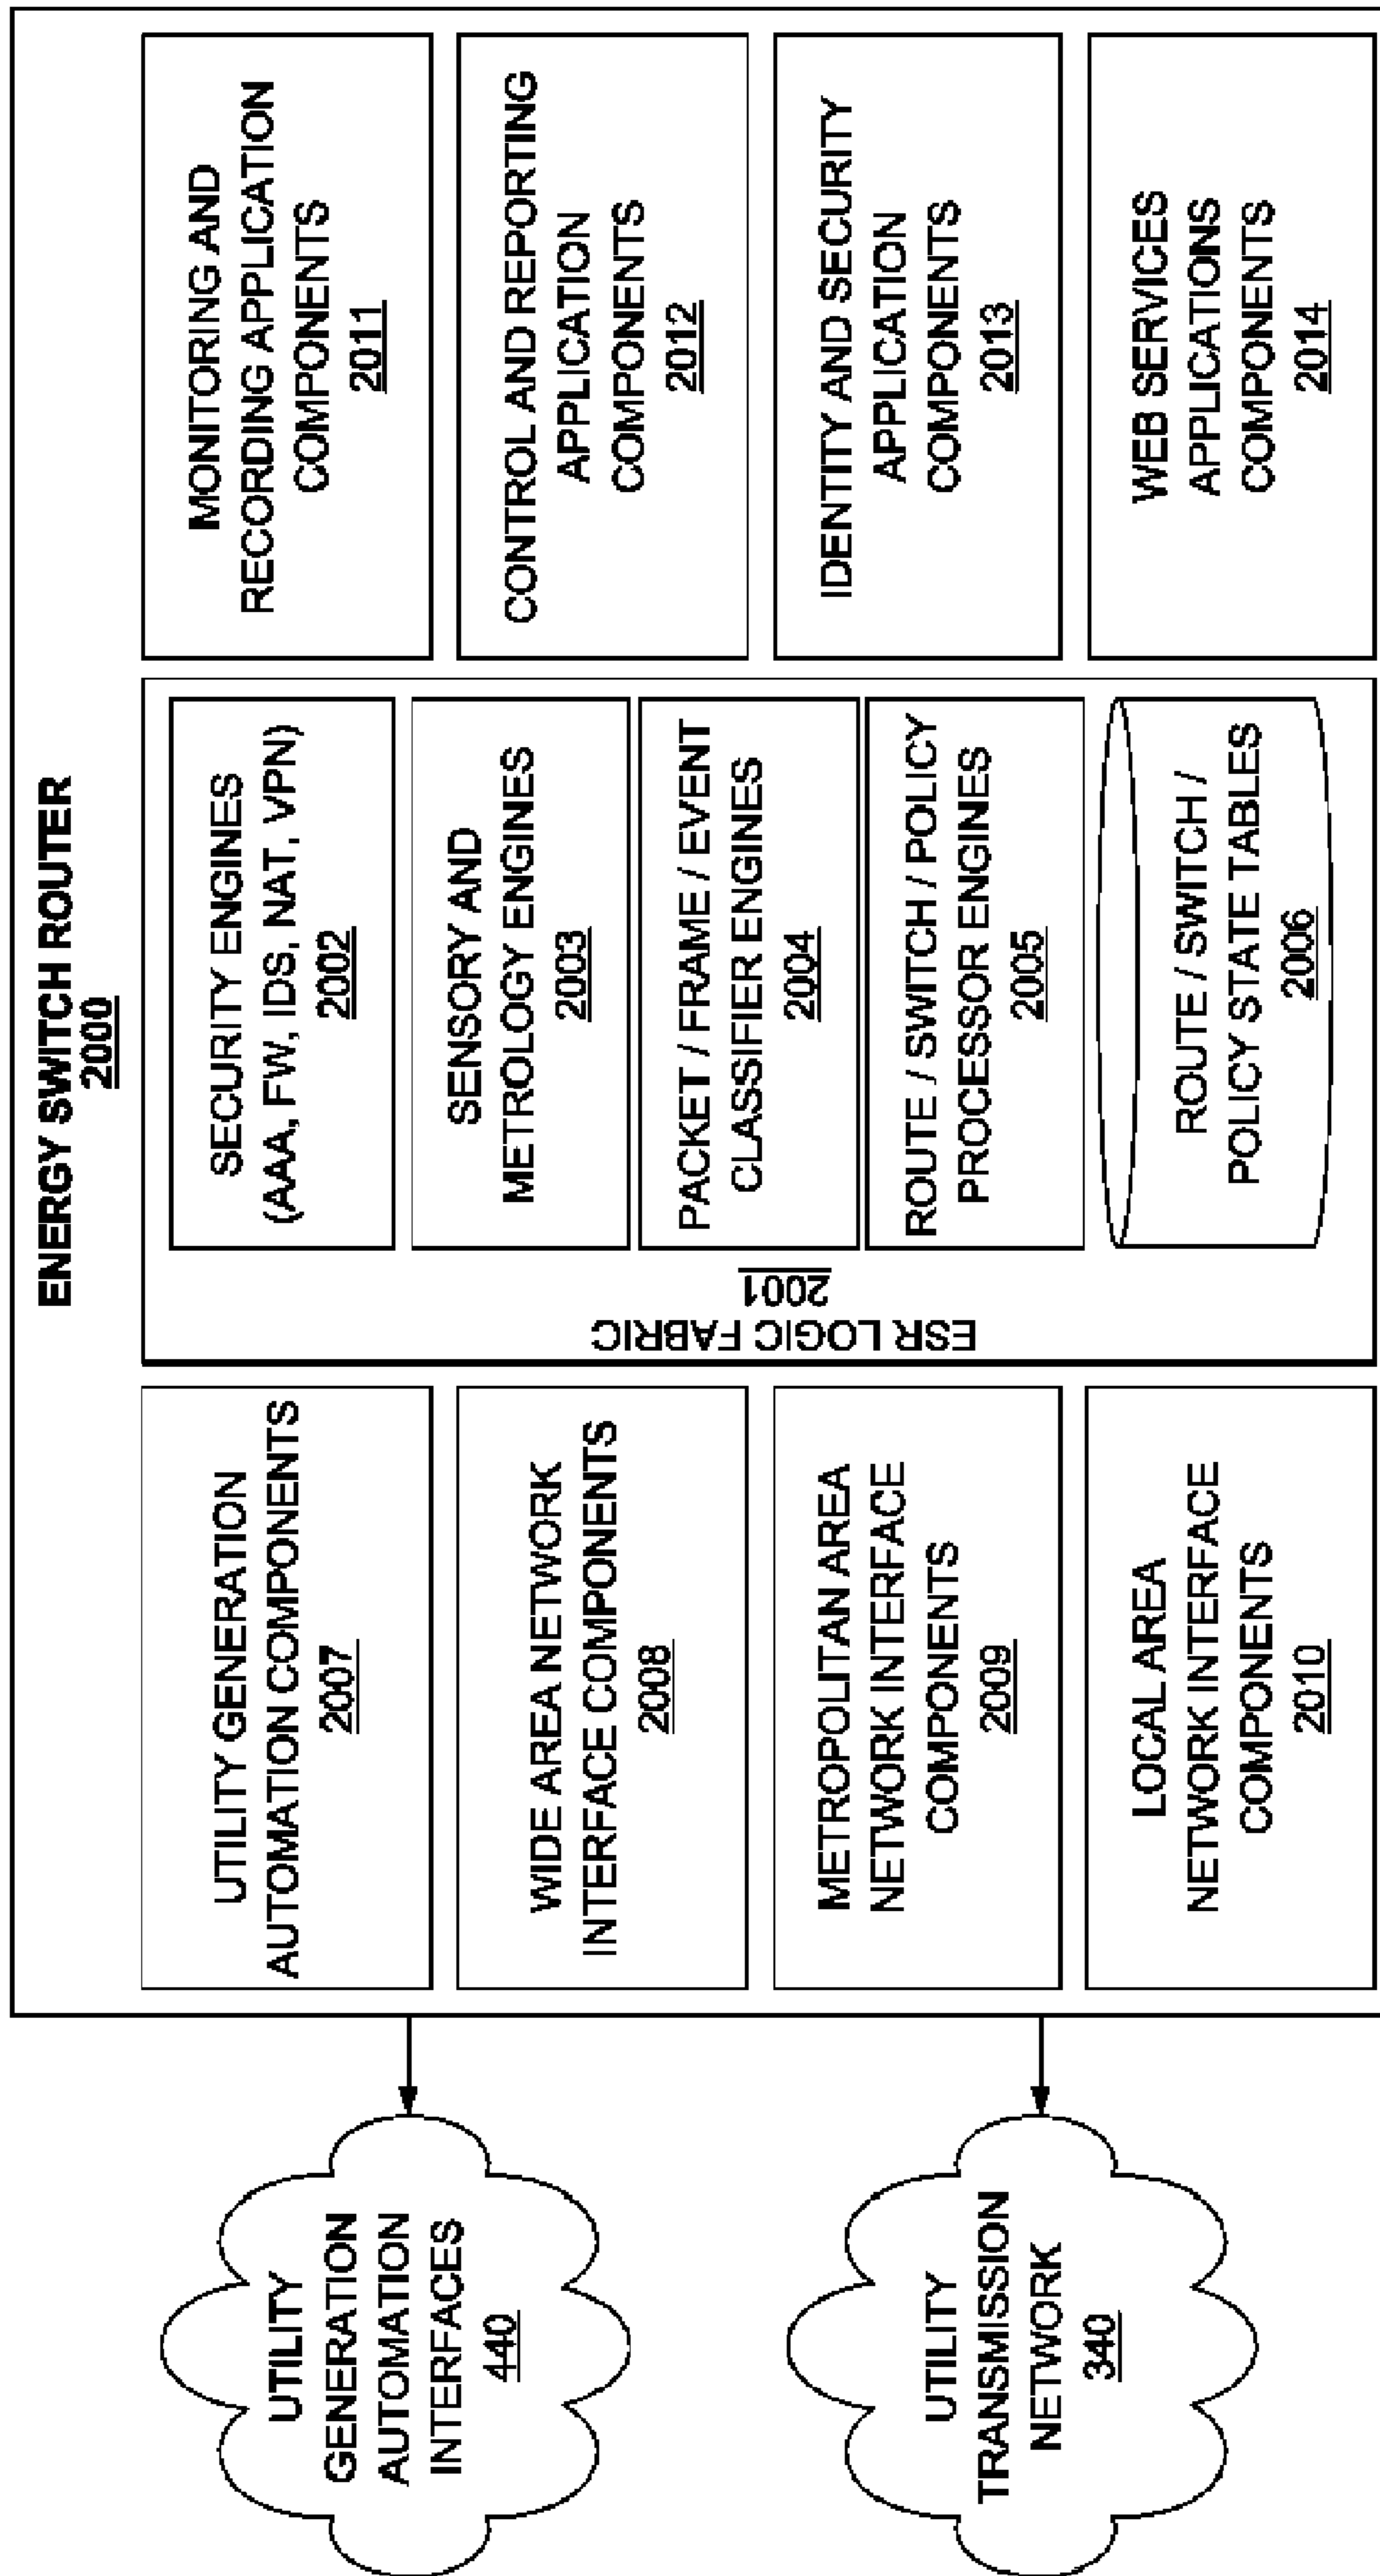 ENERGY SWITCH ROUTER
2000
UTILITY
GENERATION
AUTOMATION
INTERFACES
440
UTILITY
TRANSMISSION
NETWORK
340
UTILITY GENERATION
AUTOMATION COMPONENTS
2007
WIDE AREA NETWORK
INTERFACE COMPONENTS
2008
METROPOLITAN AREA
NETWORK INTERFACE
COMPONENTS
2009
LOCAL AREA
NETWORK INTERFACE
COMPONENTS
2010
ESR LOGIC FABRIC
2001
SECURITY ENGINES
(AAA, FW, IDS, NAT, VPN)
2002
SENSORY AND
METROLOGY ENGINES
2003
PACKET / FRAME / EVENT
CLASSIFIER ENGINES
2004
ROUTE / SWITCH / POLICY
PROCESSOR ENGINES
2005
ROUTE / SWITCH /
POLICY STATE TABLES
2006
MONITORING AND
RECORDING APPLICATION
COMPONENTS
2011
CONTROL AND REPORTING
APPLICATION
COMPONENTS
2012
IDENTITY AND SECURITY
APPLICATION
COMPONENTS
2013
WEB SERVICES
APPLICATIONS
COMPONENTS
2014